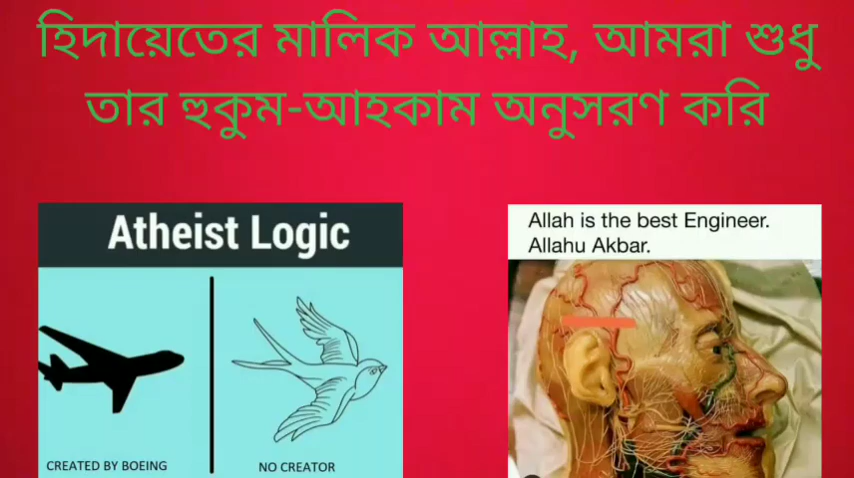 হিদায়েতের মালিক আল্লাহ, আমরা শুধু
তার হুকুম-আহকাম অনুসরণ করি
Atheist Logic
CREATED BY BOEING
NO CREATOR
Allah is the best Engineer.
Allahu Akbar.